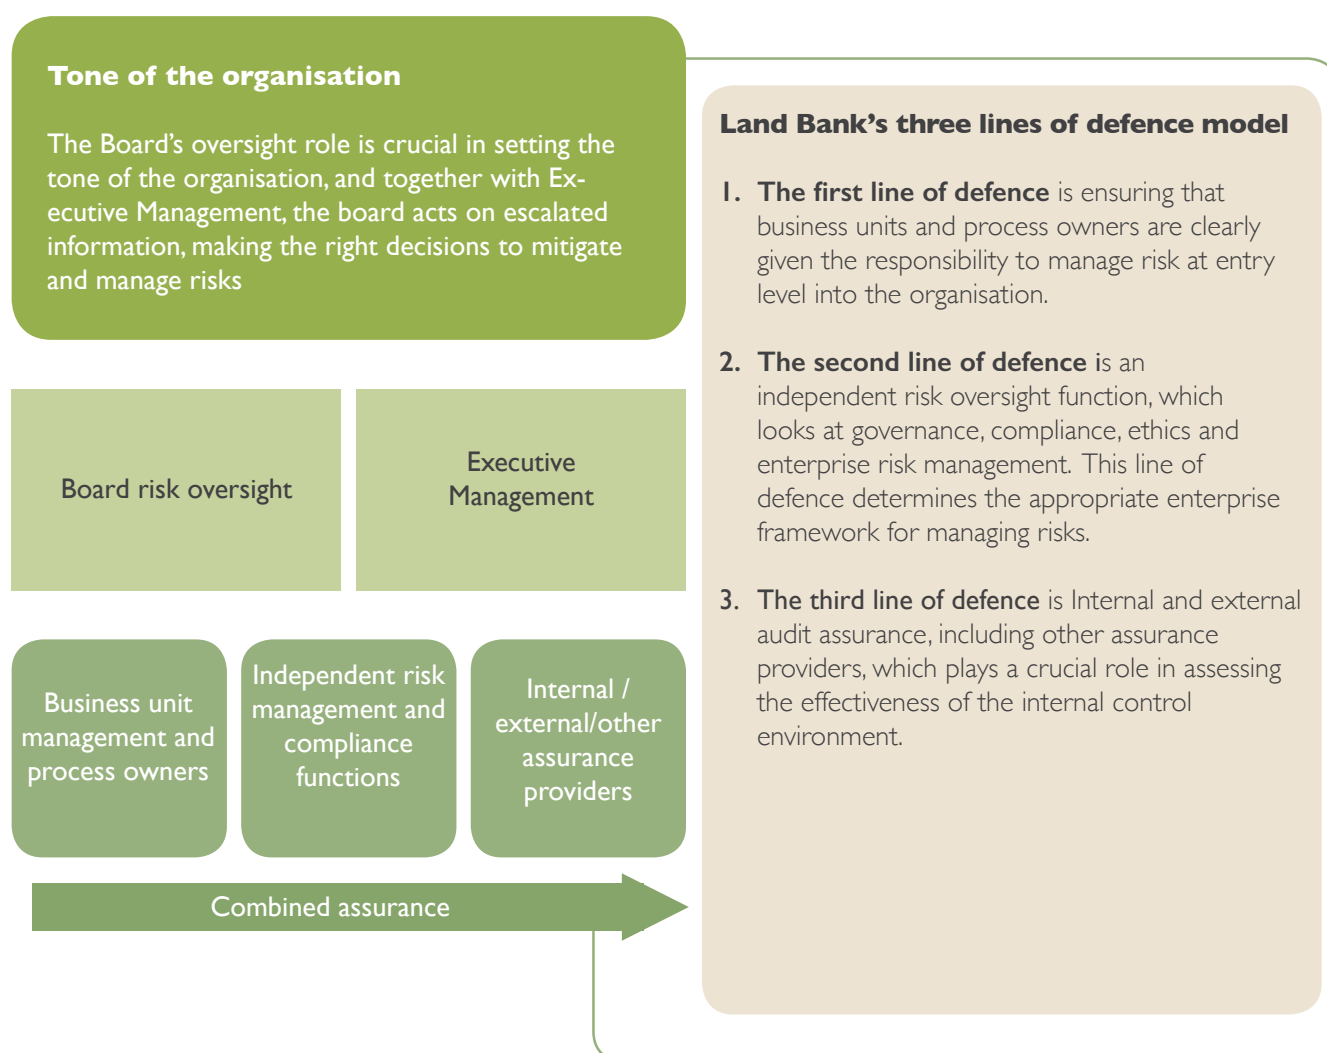 Tone of the organisation
The Board's oversight role is crucial in setting the
tone of the organisation, and together with Ex-
ecutive Management, the board acts on escalated
information, making the right decisions to mitigate
and manage risks
Board risk oversight
Executive
Management
Business unit
management and
process owners
Independent risk
management and
compliance
functions
Internal /
external/other
assurance
providers
Combined assurance
Land Bank's three lines of defence model
1. The first line of defence is ensuring that
business units and process owners are clearly
given the responsibility to manage risk at entry
level into the organisation.
2. The second line of defence is an
independent risk oversight function, which
looks at governance, compliance, ethics and
enterprise risk management. This line of
defence determines the appropriate enterprise
framework for managing risks.
3. The third line of defence is Internal and external
audit assurance, including other assurance
providers, which plays a crucial role in assessing
the effectiveness of the internal control
environment.